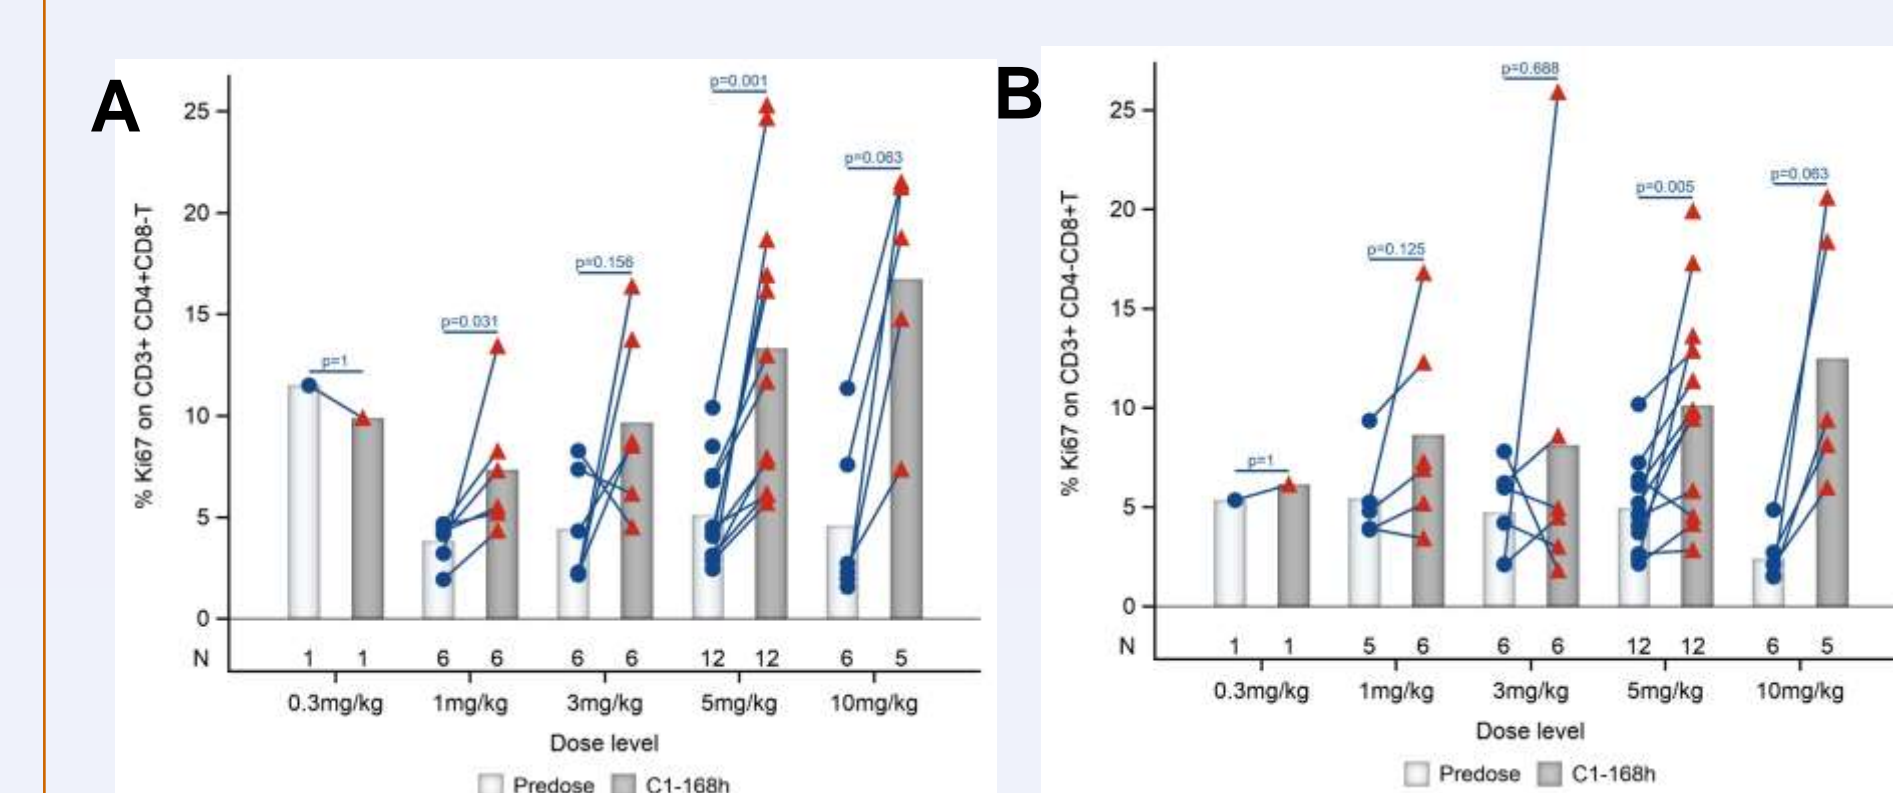 A
% Ki67 on CD3+ CD4+CD8-T
25
20
15
10
5
0
p=1
p=0.031
p=0.156
p=0.001
p=0.063
N 1 1 6 6 6 6 12 12 6 5
0.3mg/kg 1mg/kg 3mg/kg 5mg/kg 10mg/kg
Dose level
Predose C1-168h
B
% Ki67 on CD3+ CD4-CD8+T
25
20
15
10
5
0
p=1
p=0.125
p=0.688
p=0.005
p=0.063
N 1 1 5 6 6 6 12 12 6 5
0.3mg/kg 1mg/kg 3mg/kg 5mg/kg 10mg/kg
Dose level
Predose C1-168h